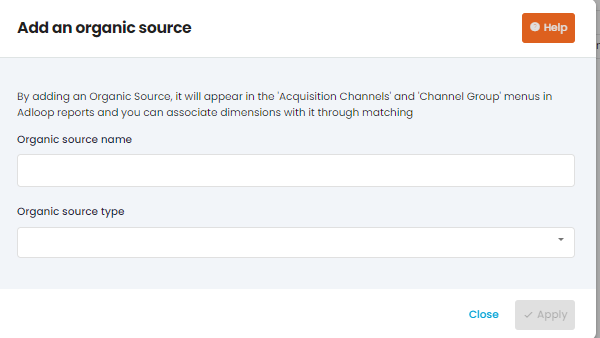 Add an organic source
Help
By adding an Organic Source, it will appear in the 'Acquisition Channels' and 'Channel Group' menus in
Adloop reports and you can associate dimensions with it through matching
Organic source name
Organic source type
Close
Apply